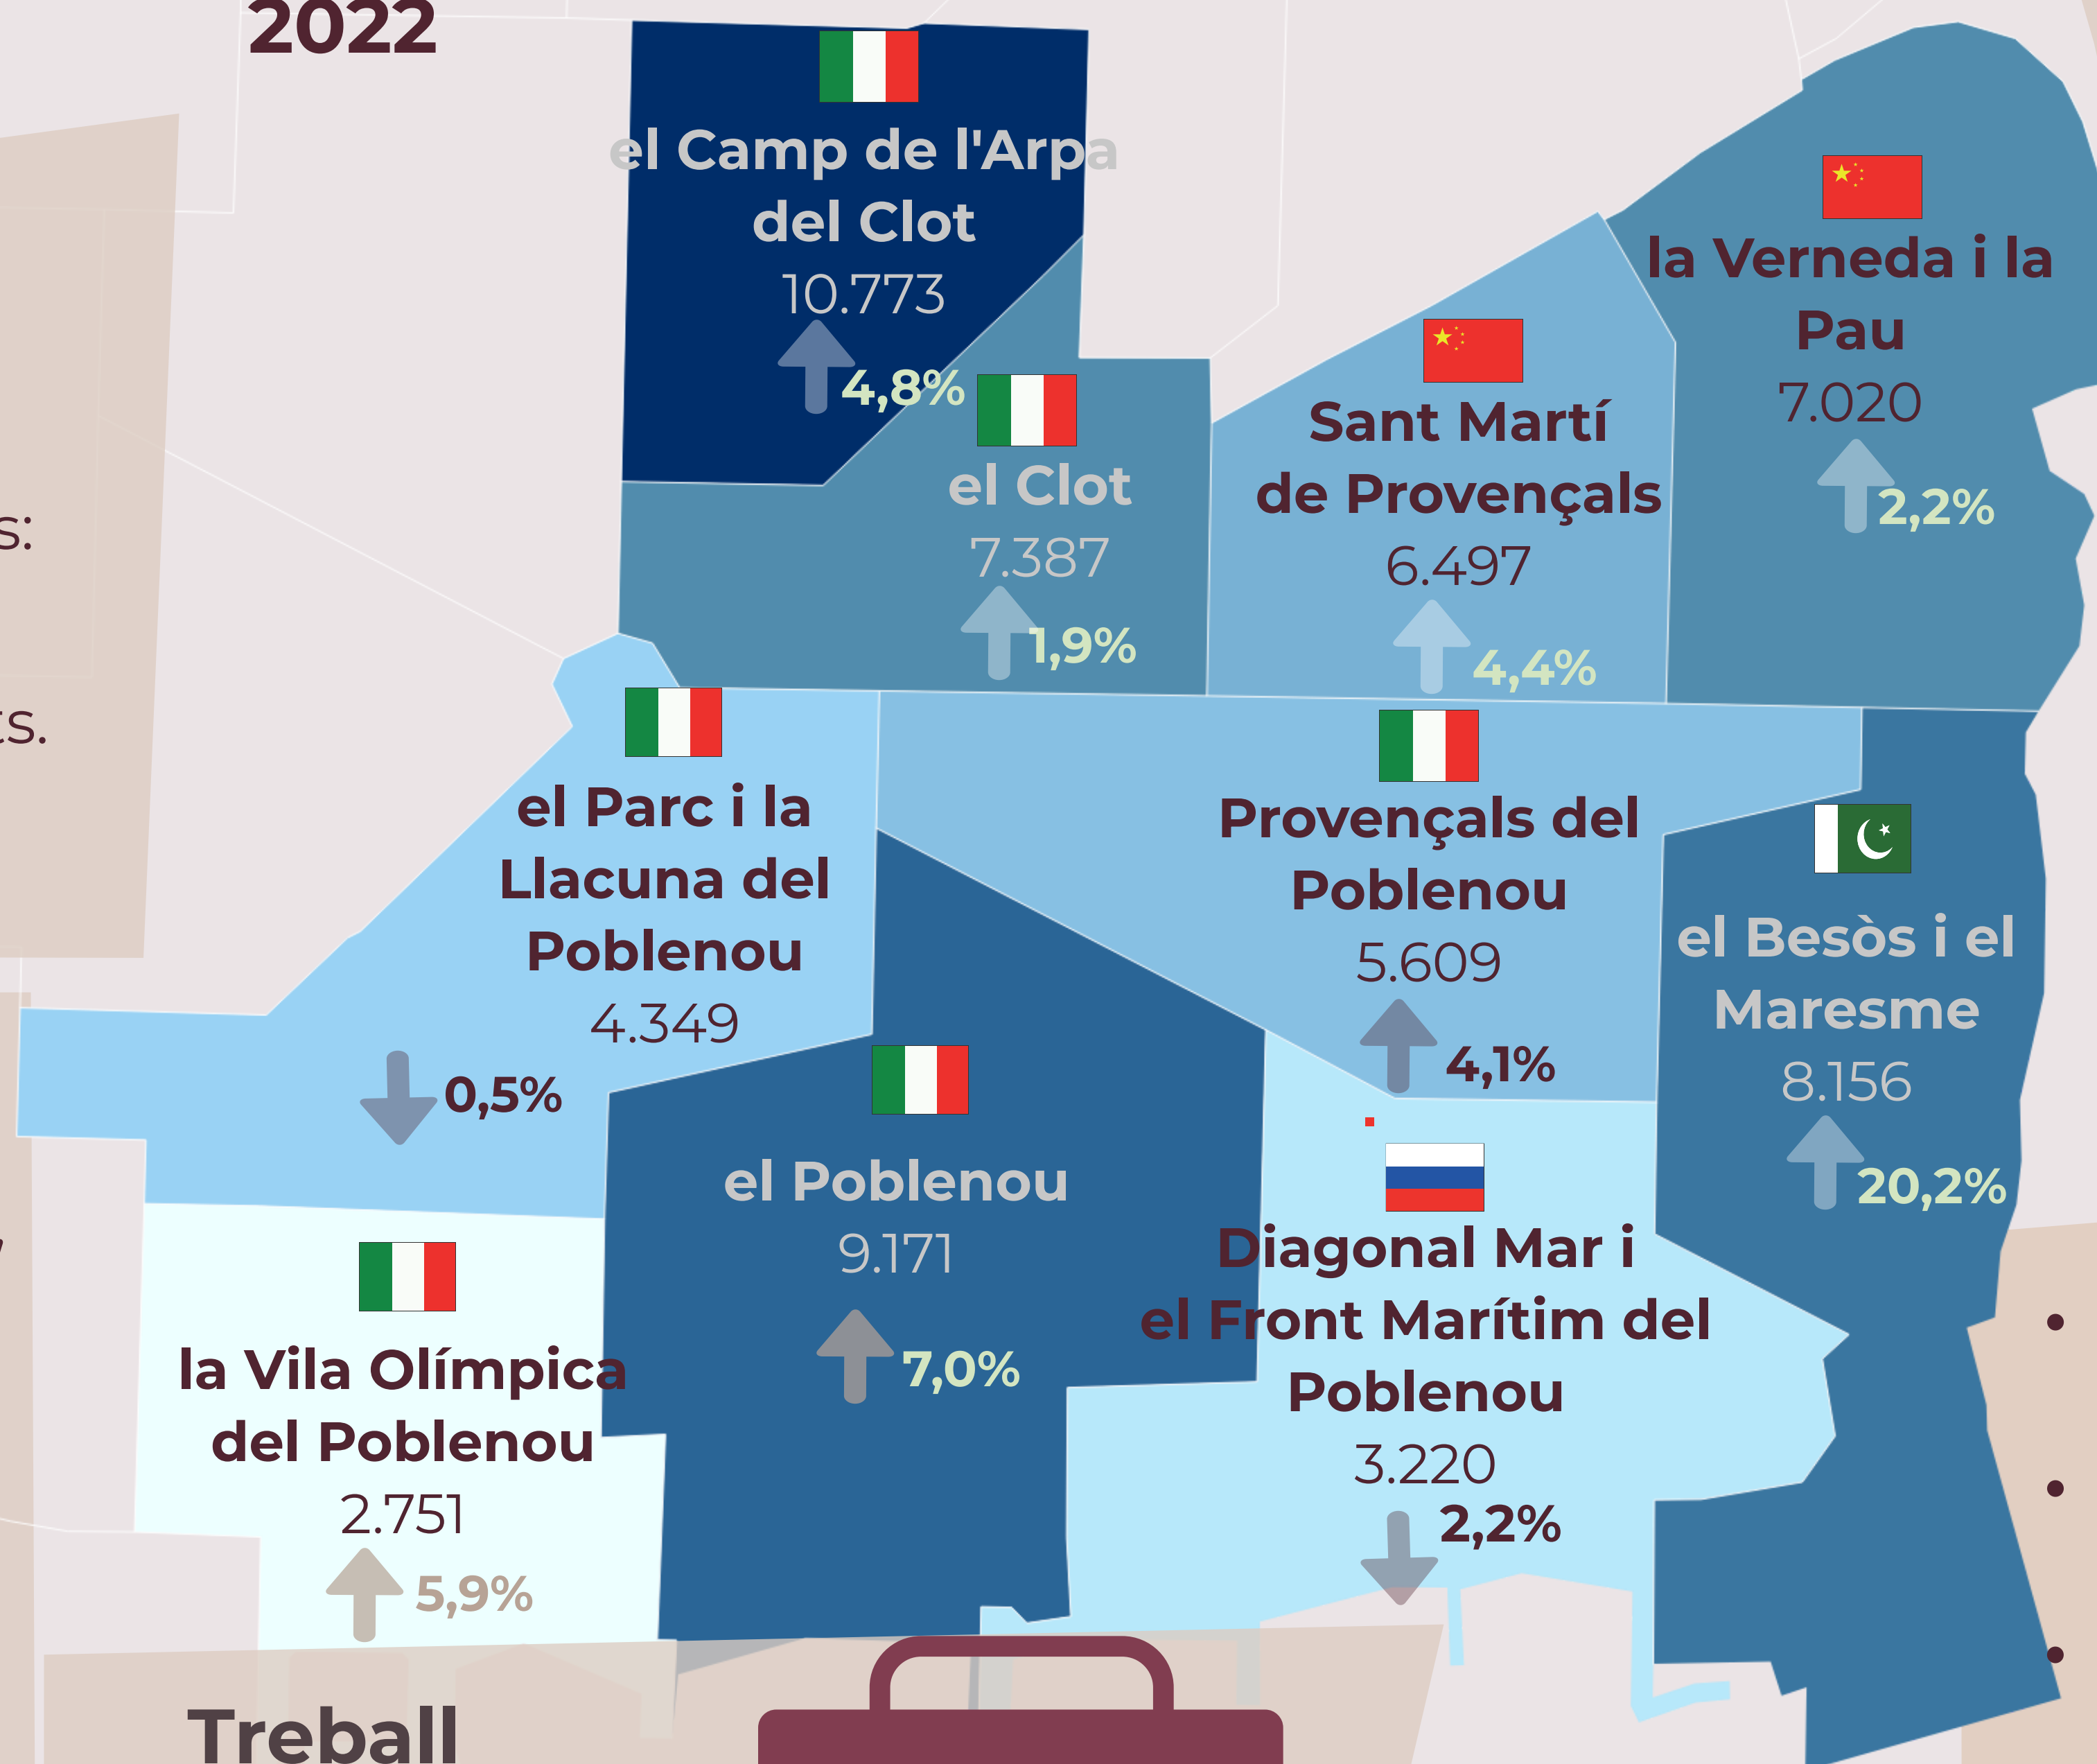 2022
el Camp de l'Arpa
del Clot
10.773
4,8%
el Clot
7.387
1,9%
Sant Martí
de Provençals
6.497
4,4%
la Verneda i la
Pau
7.020
2,2%
s:
ts.
el Parc i la
Llacuna del
Poblenou
4.349
0,5%
Provençals del
Poblenou
5.609
4,1%
el Besòs i el
Maresme
8.156
20,2%
el Poblenou
9.171
7,0%
Diagonal Mar i
el Front Marítim del
Poblenou
3.220
2,2%
la Vila Olímpica
del Poblenou
2.751
5,9%
Treball